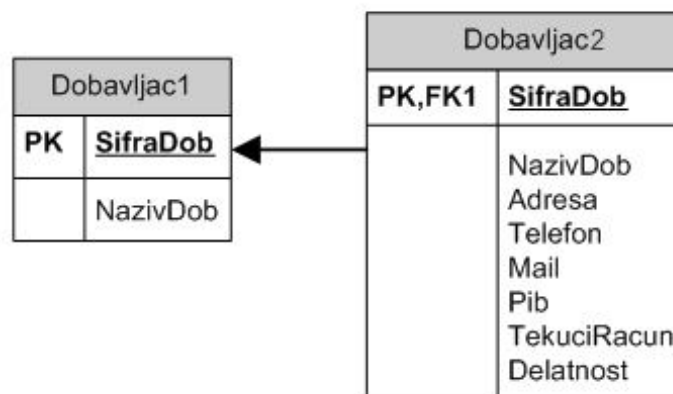 Dobavljac1
PK SifraDob
NazivDob
Dobavljac2
PK,FK1 SifraDob
NazivDob
Adresa
Telefon
Mail
Pib
TekuciRacun
Delatnost